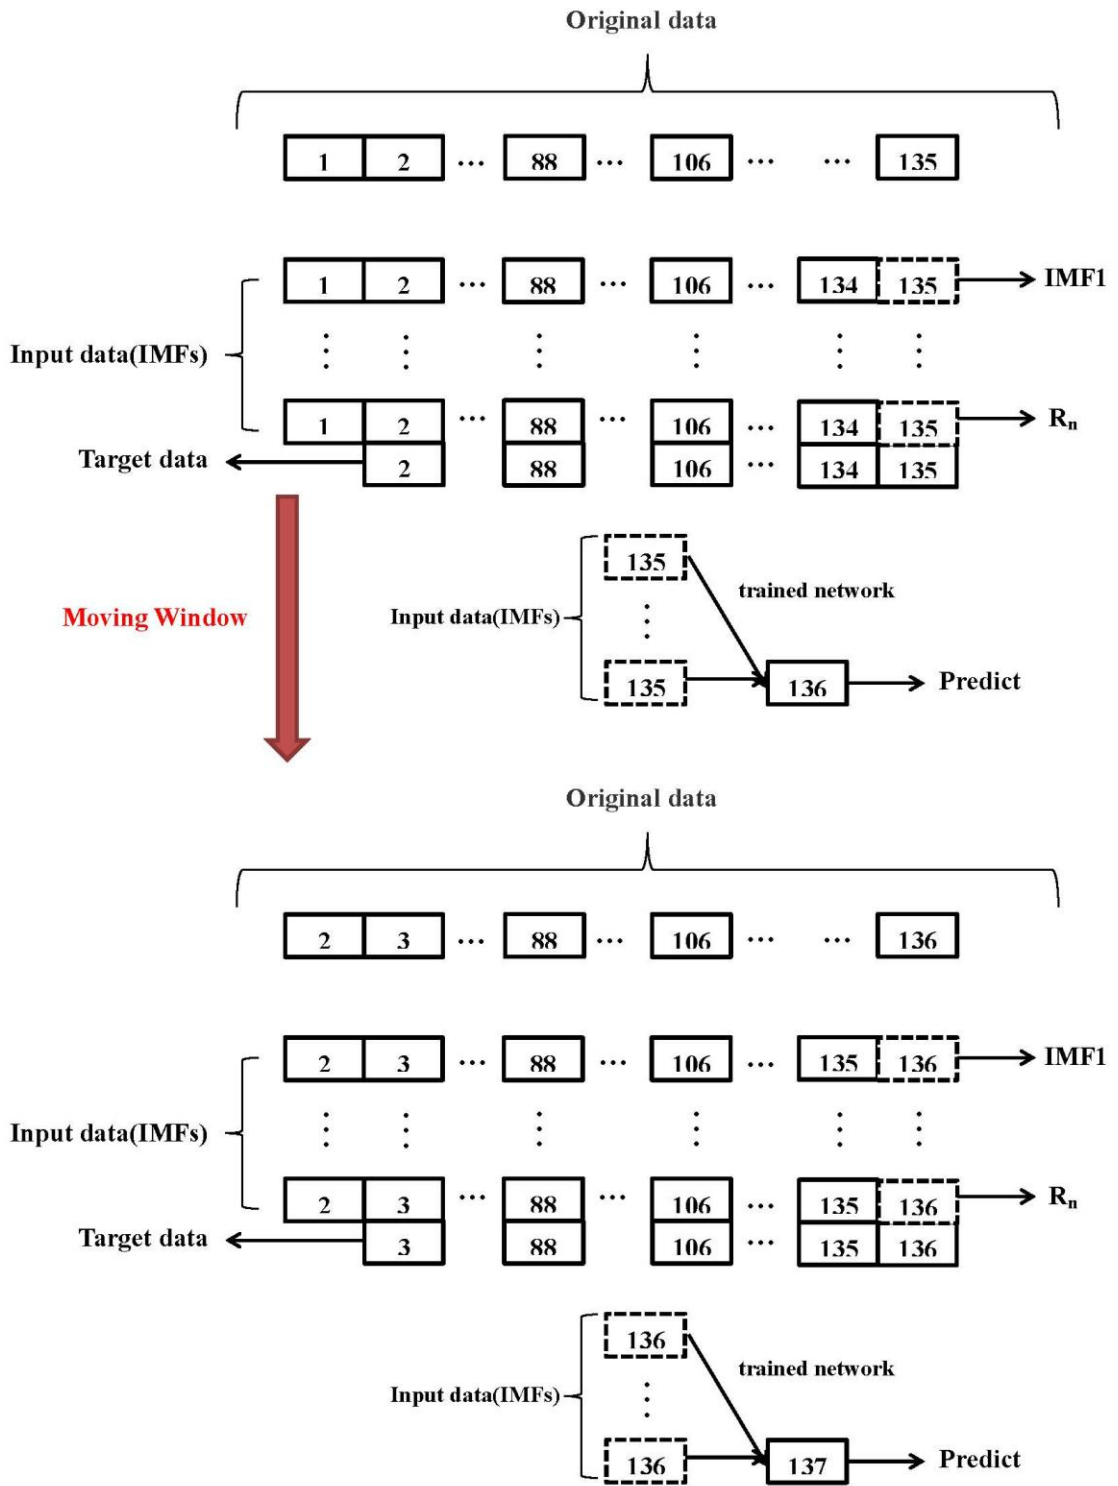 Original data
1 2 ... 88 ... 106 ... ... 135
1 2 ... 88 ... 106 ... 134 135 IMF1
Input data(IMFs)
1 2 ... 88 ... 106 ... 134 135 Rn
Target data 2 88 106 ... 134 135
135
trained network
Moving Window
Input data(IMFs)
135 136 Predict
Original data
2 3 ... 88 ... 106 ... ... 136
2 3 ... 88 ... 106 ... 135 136 IMF1
Input data(IMFs)
2 3 ... 88 ... 106 ... 135 136 Rn
Target data 3 88 106 ... 135 136
136
trained network
Input data(IMFs)
136 137 Predict